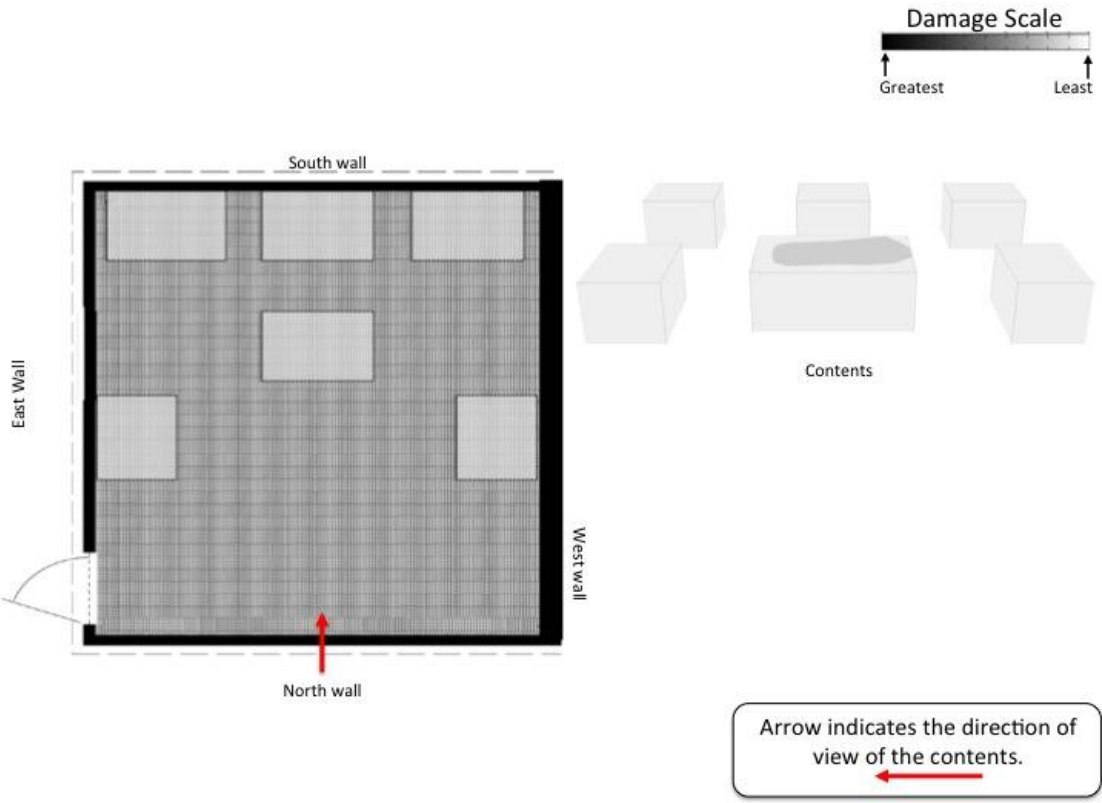 Damage Scale
Greatest
Least
South wall
East Wall
Contents
West wall
North wall
Arrow indicates the direction of
view of the contents.